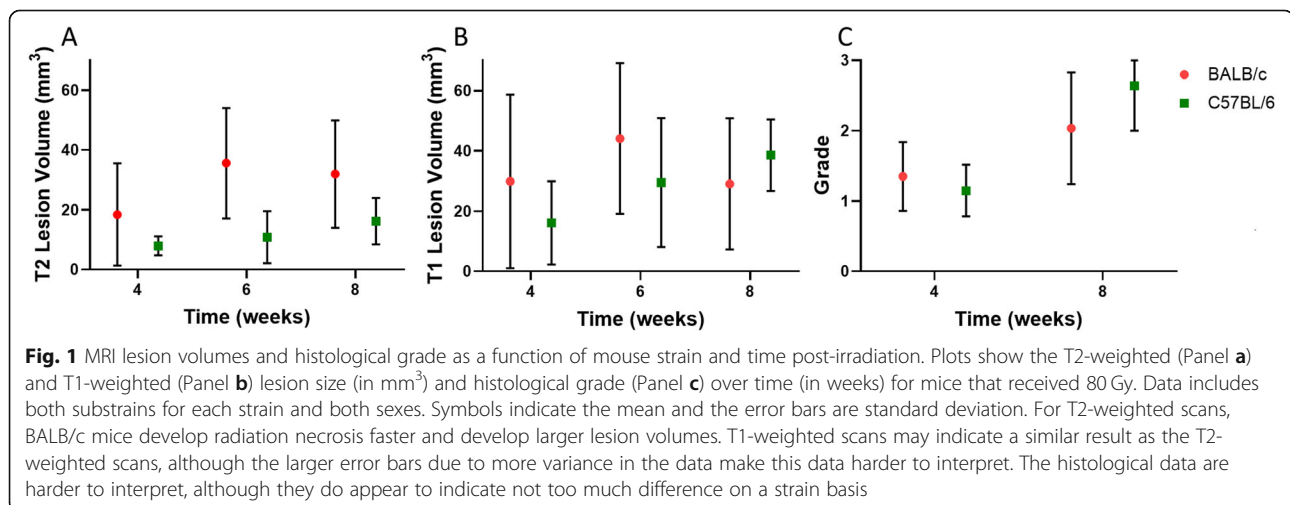 A
B
C
T2 Lesion Volume (mm³)
60
40
20
0
4
6
8
Time (weeks)
T1 Lesion Volume (mm³)
60
40
20
0
4
6
8
Time (weeks)
Grade
3
2
1
0
4
8
Time (weeks)
BALB/c
C57BL/6
Fig. 1 MRI lesion volumes and histological grade as a function of mouse strain and time post-irradiation. Plots show the T2-weighted (Panel a)
and T1-weighted (Panel b) lesion size (in mm³) and histological grade (Panel c) over time (in weeks) for mice that received 80 Gy. Data includes
both substrains for each strain and both sexes. Symbols indicate the mean and the error bars are standard deviation. For T2-weighted scans,
BALB/c mice develop radiation necrosis faster and develop larger lesion volumes. T1-weighted scans may indicate a similar result as the T2-
weighted scans, although the larger error bars due to more variance in the data make this data harder to interpret. The histological data are
harder to interpret, although they do appear to indicate not too much difference on a strain basis